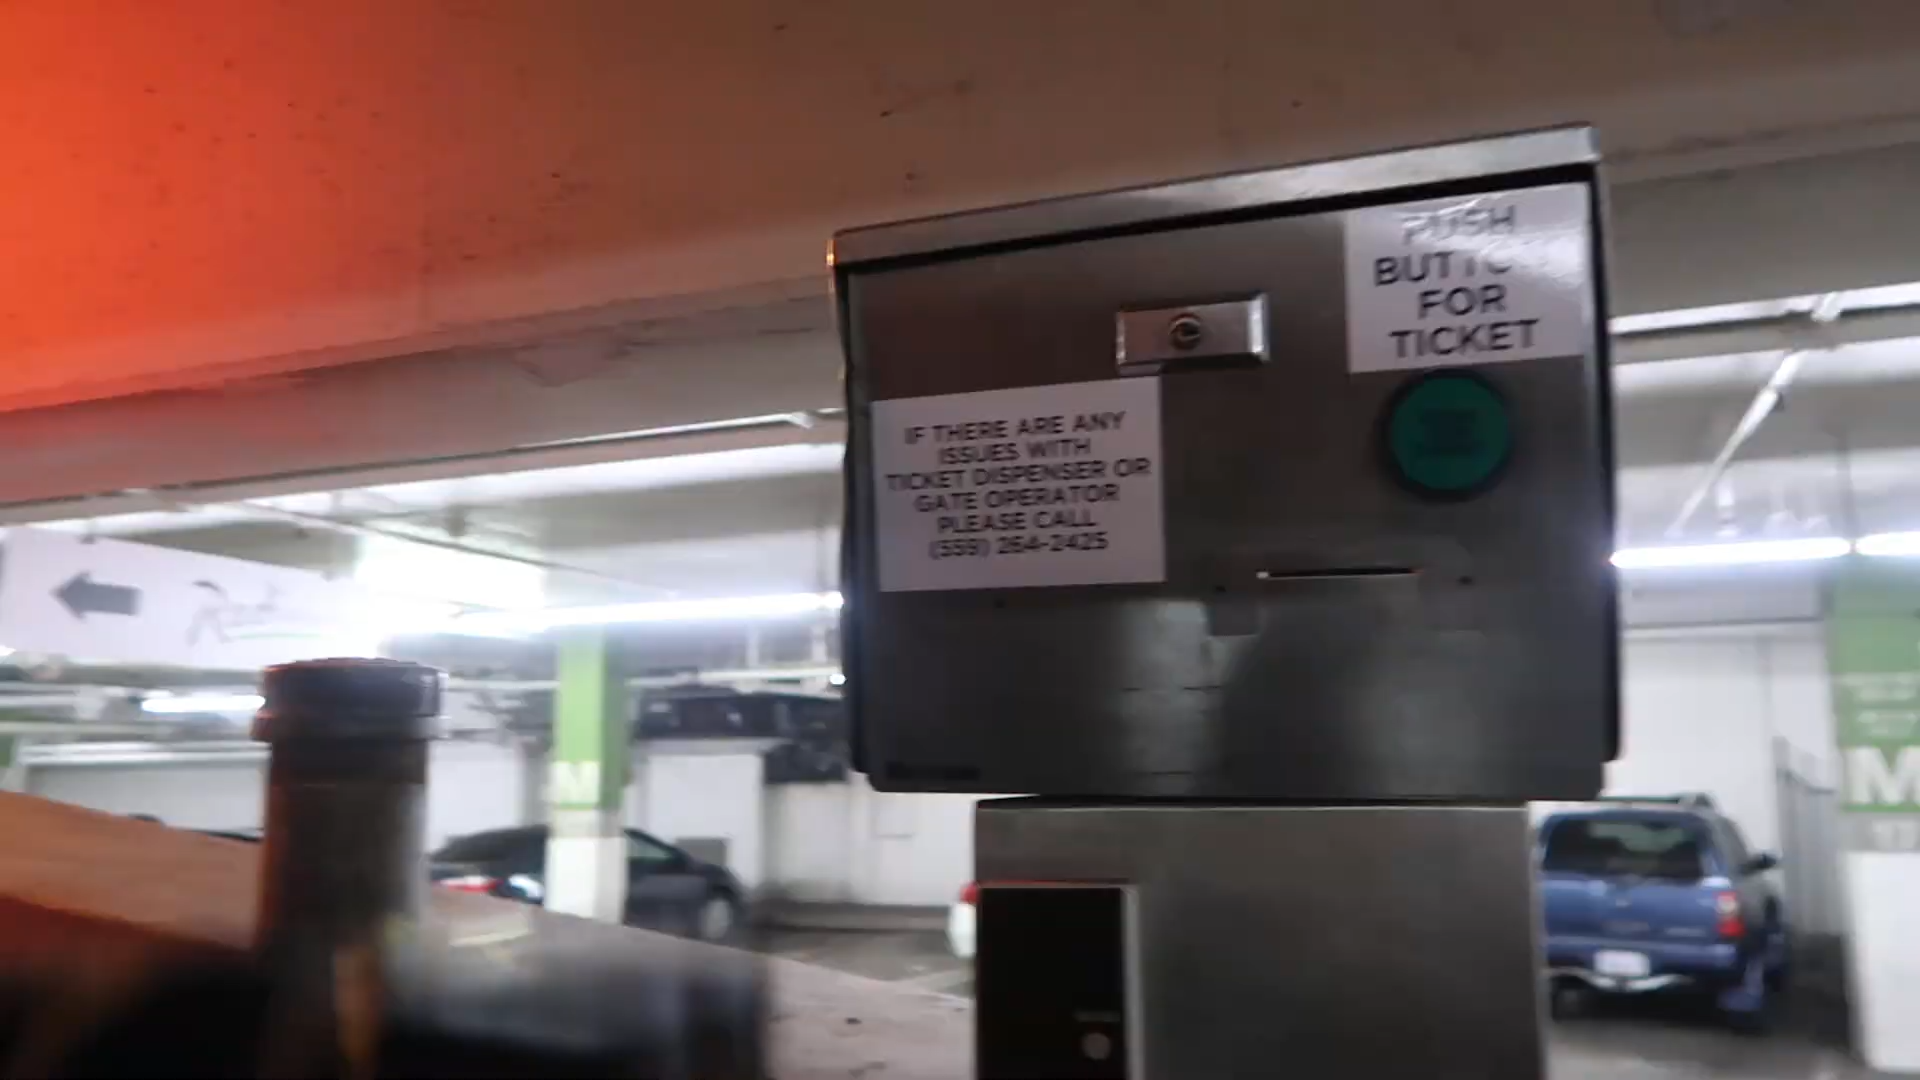 PUSH
BUTTON
FOR
TICKET
IF THERE ARE ANY
ISSUES WITH
TICKET DISPENSER OR
GATE OPERATOR
PLEASE CALL
(559) 264-2425
M
M